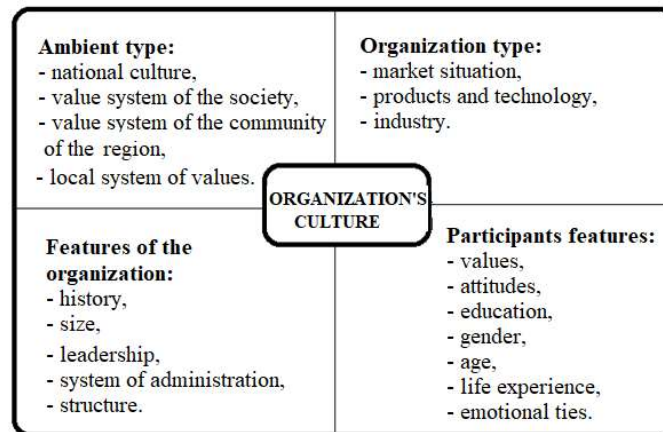 Ambient type:
- national culture,
- value system of the society,
- value system of the community
of the region,
- local system of values.
Organization type:
- market situation,
- products and technology,
- industry.
ORGANIZATION'S
CULTURE
Features of the
organization:
- history,
- size,
- leadership,
- system of administration,
- structure.
Participants features:
- values,
- attitudes,
- education,
- gender,
- age,
- life experience,
- emotional ties.